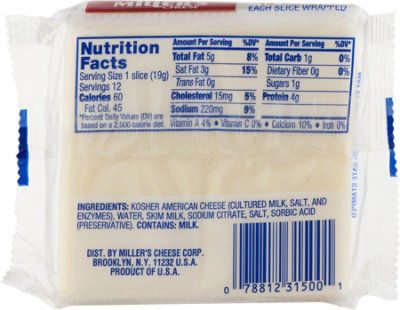 Miller's
CHEESE
EACH SLICE WRAPPED
Nutrition
Facts
Serving Size 1 slice (19g)
Servings 12
Calories 60
Fat Cal. 45
*Percent Daily Values (DV) are
based on a 2,000 calorie diet.
Amount Per Serving %DV*
Total Fat 5g 8%
Sat Fat 3g 15%
Trans Fat 0g
Cholesterol 15mg 5%
Sodium 220mg 9%
Amount Per Serving %DV*
Total Carb 1g 0%
Dietary Fiber 0g 0%
Sugars 1g
Protein 4g
Vitamin A 4% • Vitamin C 0% • Calcium 10% • Iron 0%
INGREDIENTS: KOSHER AMERICAN CHEESE (CULTURED MILK, SALT, AND
ENZYMES), WATER, SKIM MILK, SODIUM CITRATE, SALT, SORBIC ACID
(PRESERVATIVE). CONTAINS: MILK.
DIST. BY MILLER'S CHEESE CORP.
BROOKLYN, N.Y. 11232 U.S.A.
PRODUCT OF U.S.A.
0 78812 31500 1